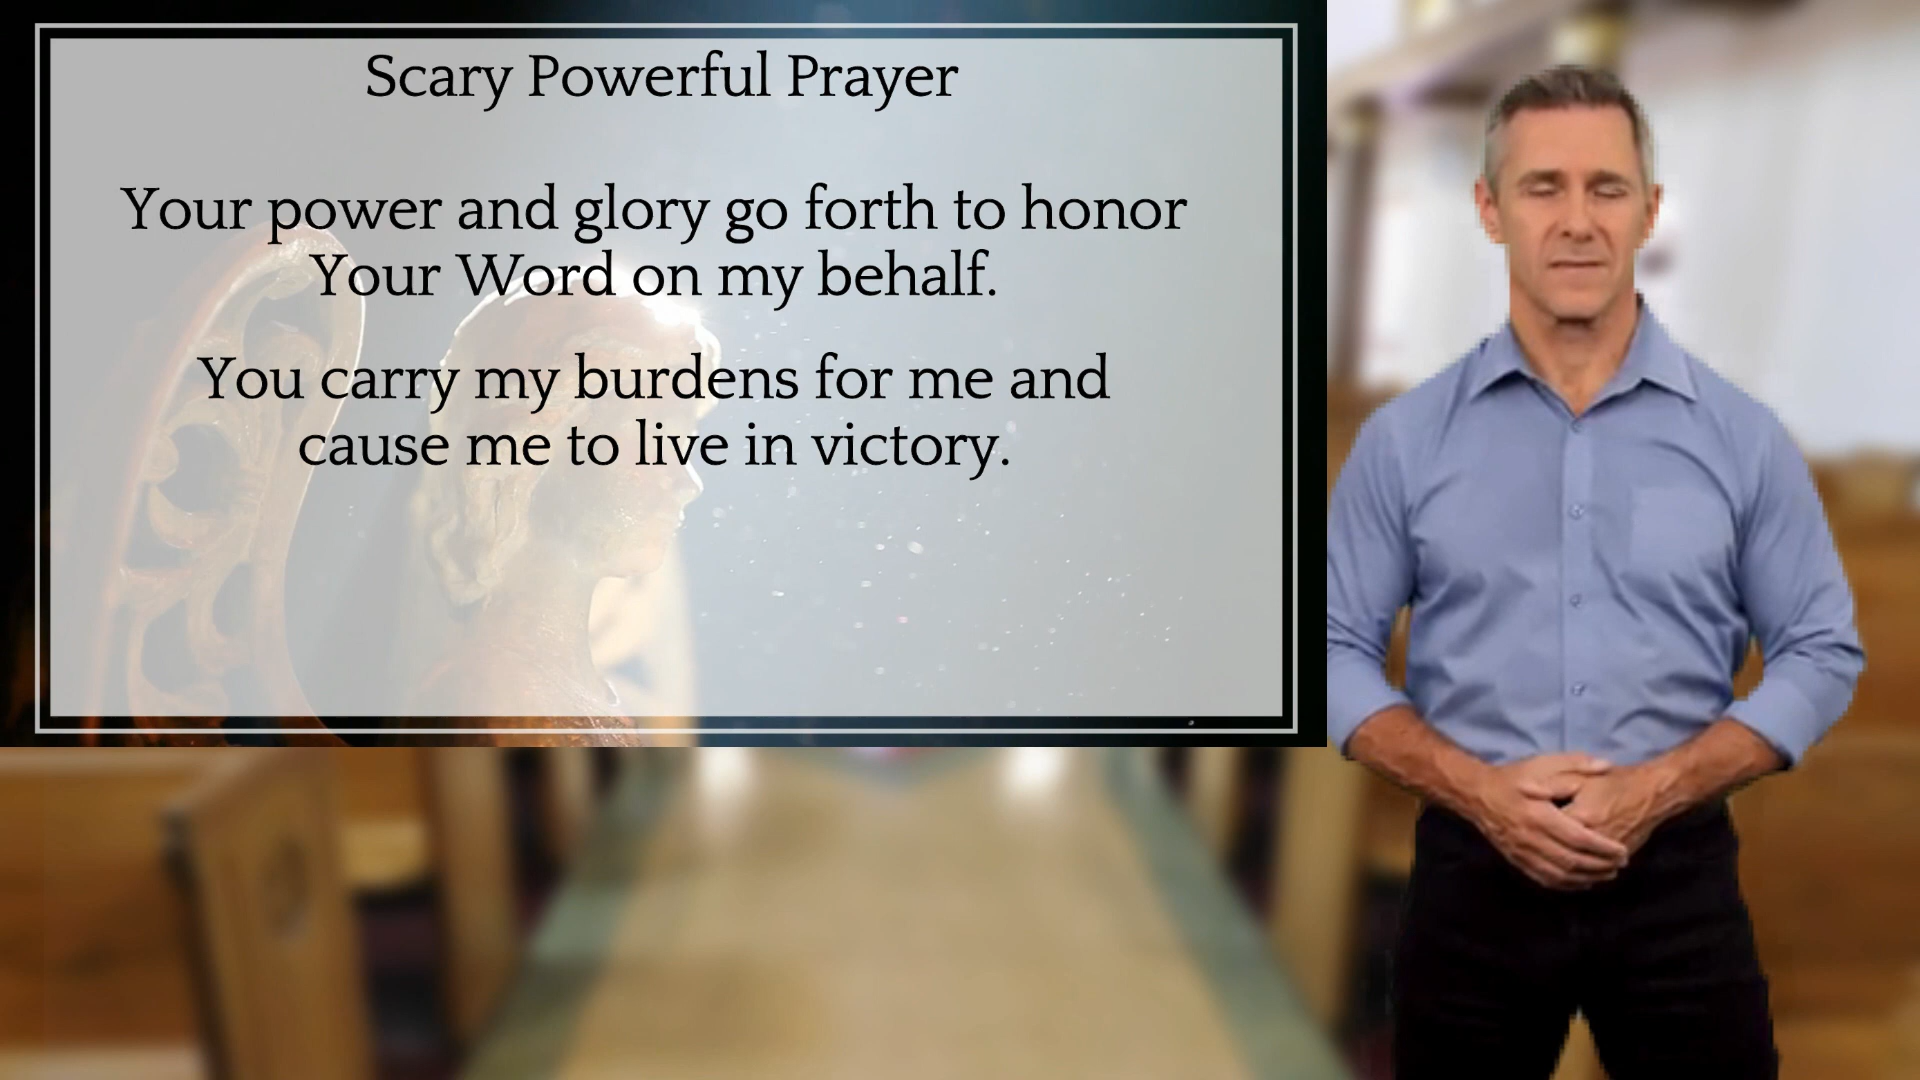 Scary Powerful Prayer
Your power and glory go forth to honor
Your Word on my behalf.
You carry my burdens for me and
cause me to live in victory.